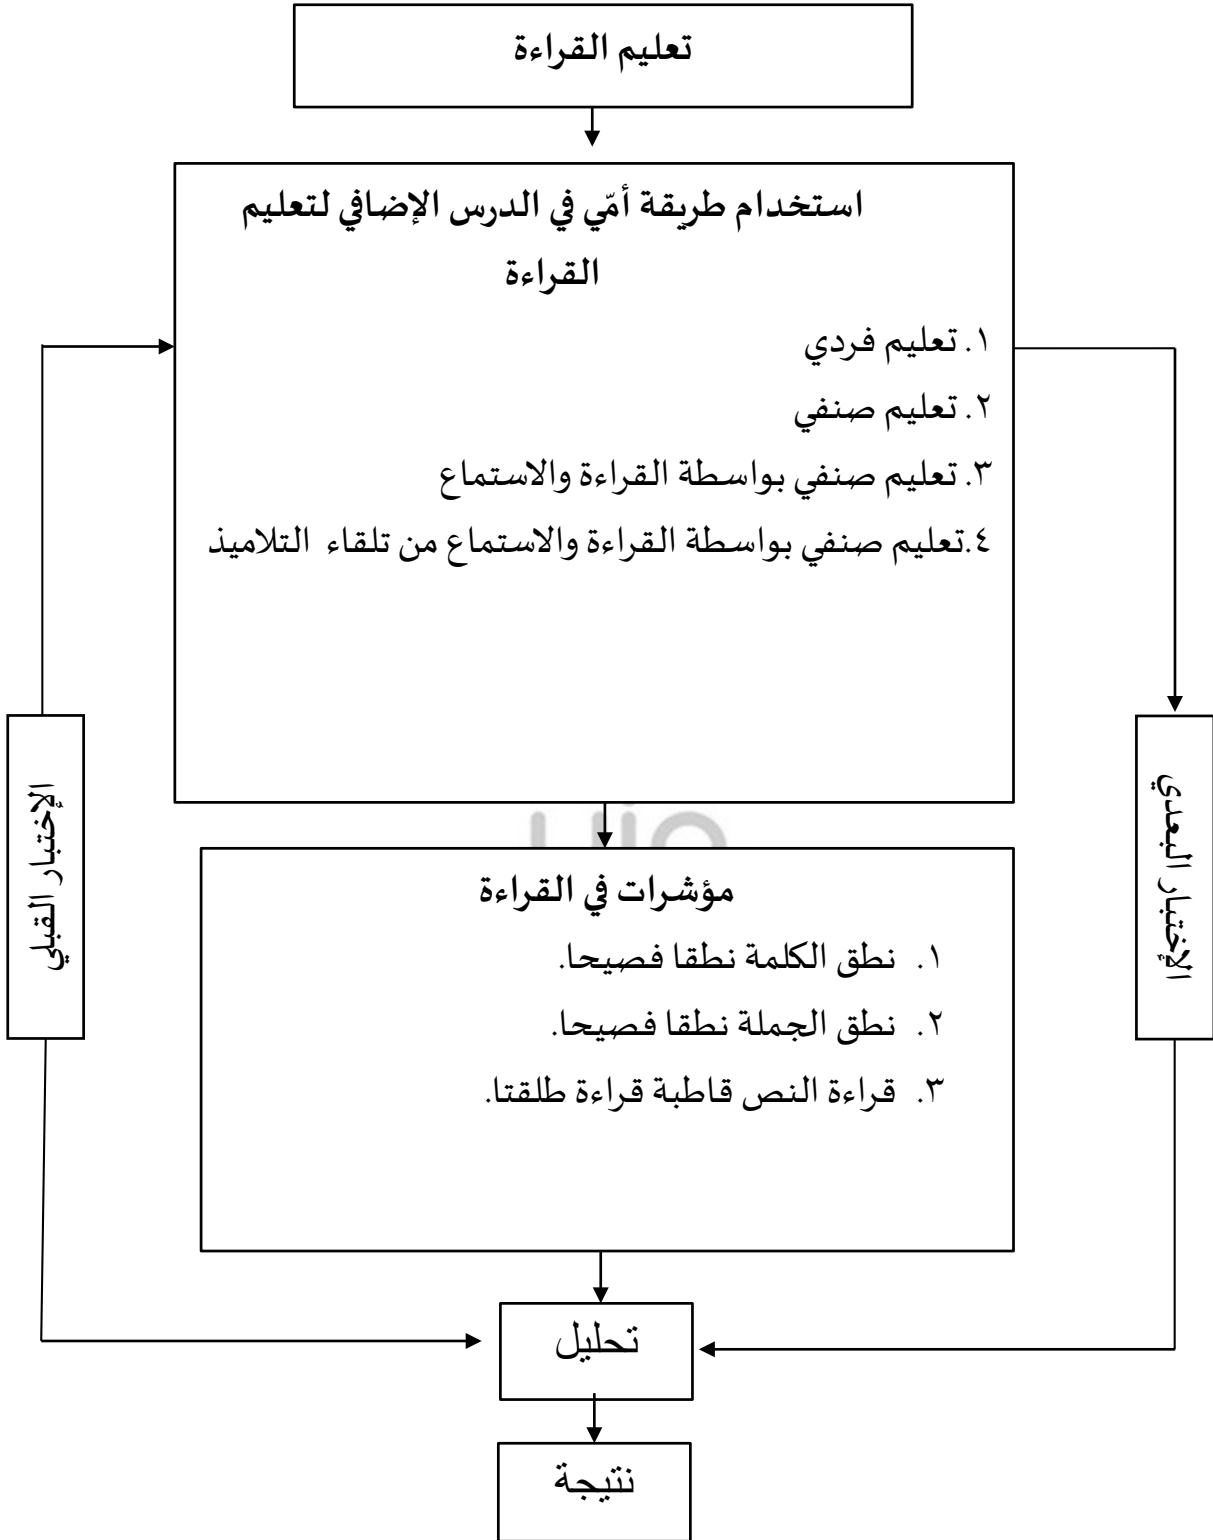 تعليم القراءة
استخدام طريقة أمّي في الدرس الإضافي لتعليم
القراءة
١. تعليم فردي
٢. تعليم صنفي
٣. تعليم صنفي بواسطة القراءة والاستماع
٤.تعليم صنفي بواسطة القراءة والاستماع من تلقاء التلاميذ
الإختبار البعدي
الإختبار القبلي
مؤشرات في القراءة
١. نطق الكلمة نطقا فصيحا.
٢. نطق الجملة نطقا فصيحا.
٣. قراءة النص قاطبة قراءة طلقتا.
تحليل
نتيجة